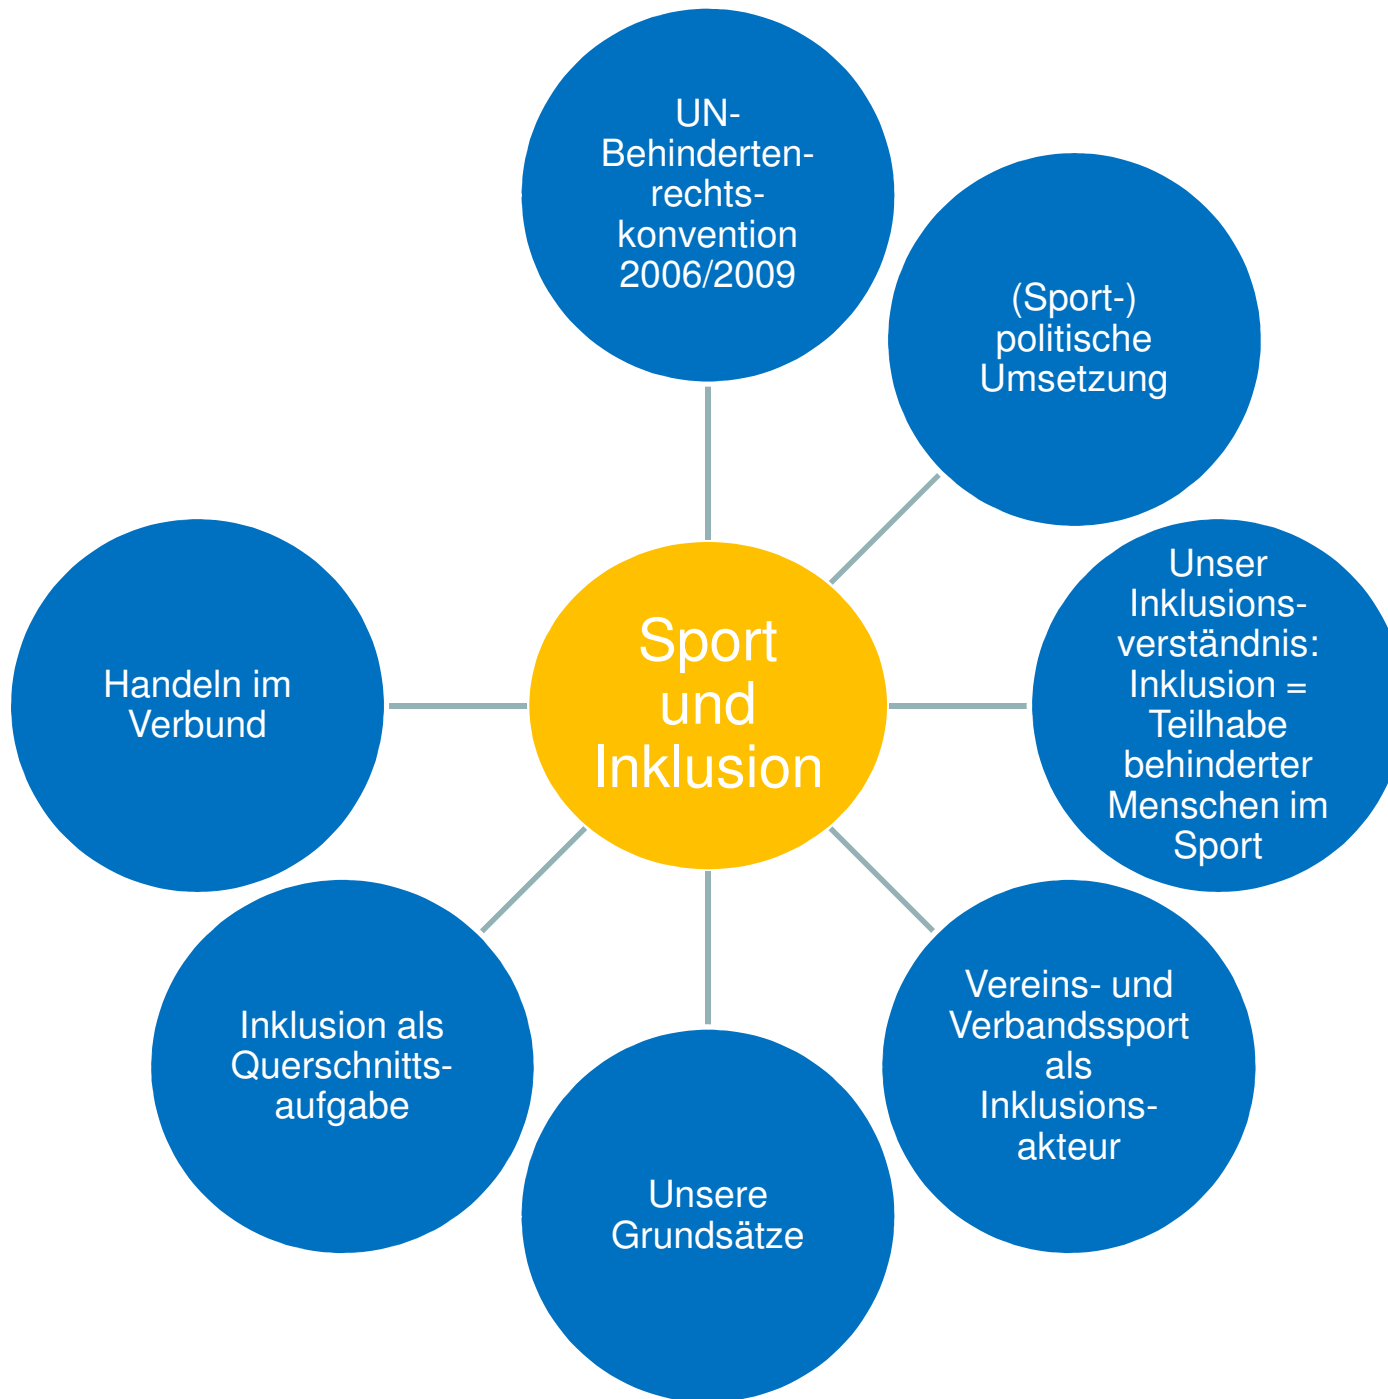 UN-
Behinderten-
rechts-
konvention
2006/2009
(Sport-)
politische
Umsetzung
Unser
Inklusions-
verständnis:
Inklusion =
Teilhabe
behinderter
Menschen im
Sport
Vereins- und
Verbandssport
als
Inklusions-
akteur
Unsere
Grundsätze
Inklusion als
Querschnitts-
aufgabe
Handeln im
Verbund
Sport
und
Inklusion